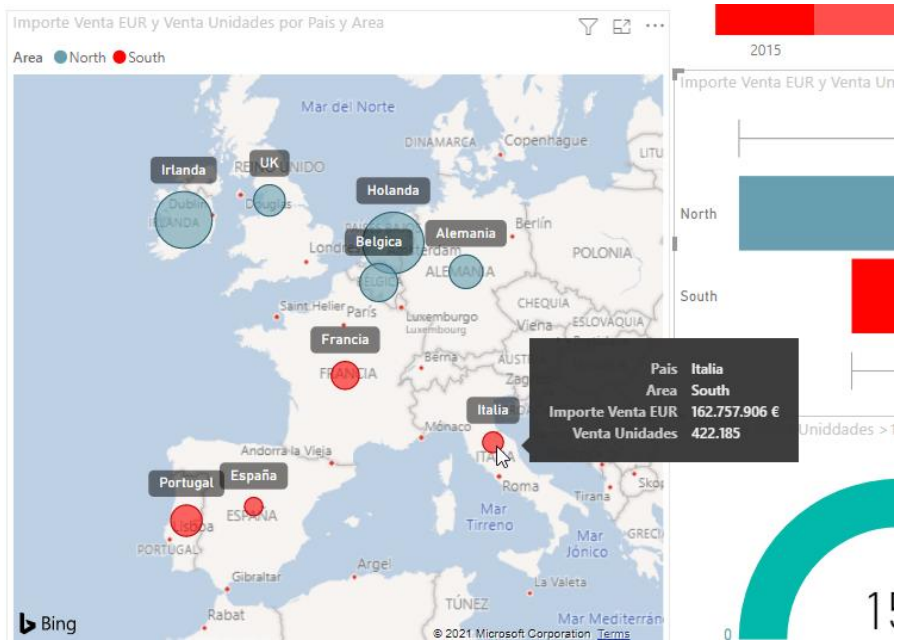 Importe Venta EUR y Venta Unidades por Pais y Area
Area North South
Mar del Norte
DINAMARCA
Copenhague
LITU
Irlanda
UK
REINO UNIDO
Dublín
IRLANDA
Douglas
Holanda
Belgica
Alemania
Berlín
ALEMANIA
POLONIA
BÉLGICA
CHEQUIA
Saint Helier
París
Luxemburgo
Luxembourg
Viena
ESLOVAQUIA
Francia
FRANCIA
Berna
Italia
Mónaco
ITALIA
Andorra la Vieja
Roma
Tirana
Portugal
España
ESPAÑA
Lisboa
PORTUGAL
Mar
Tirreno
Mar
Jónico
GRECI
Gibraltar
Argel
La Valeta
TÚNEZ
Rabat
Mar Mediterrán
Bing
© 2021 Microsoft Corporation Terms
Pais Italia
Area South
Importe Venta EUR 162.757.906 €
Venta Unidades 422.185
2015
Importe Venta EUR y Venta Un
North
South
Uniddades >1
0
15